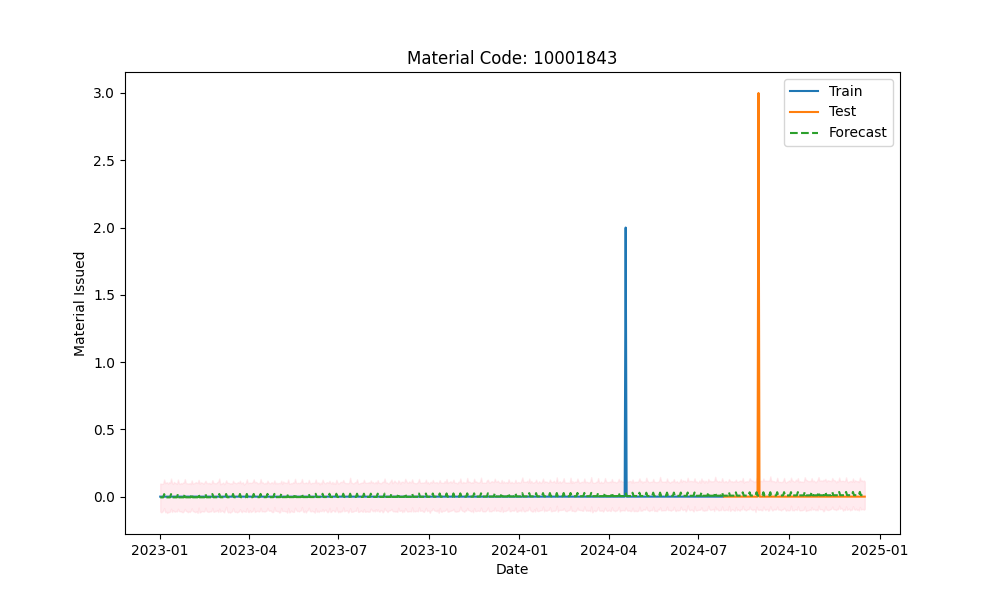 Material Code: 10001843
Train
Test
Forecast
3.0
2.5
2.0
1.5
1.0
0.5
0.0
Material Issued
2023-01 2023-04 2023-07 2023-10 2024-01 2024-04 2024-07 2024-10 2025-01
Date